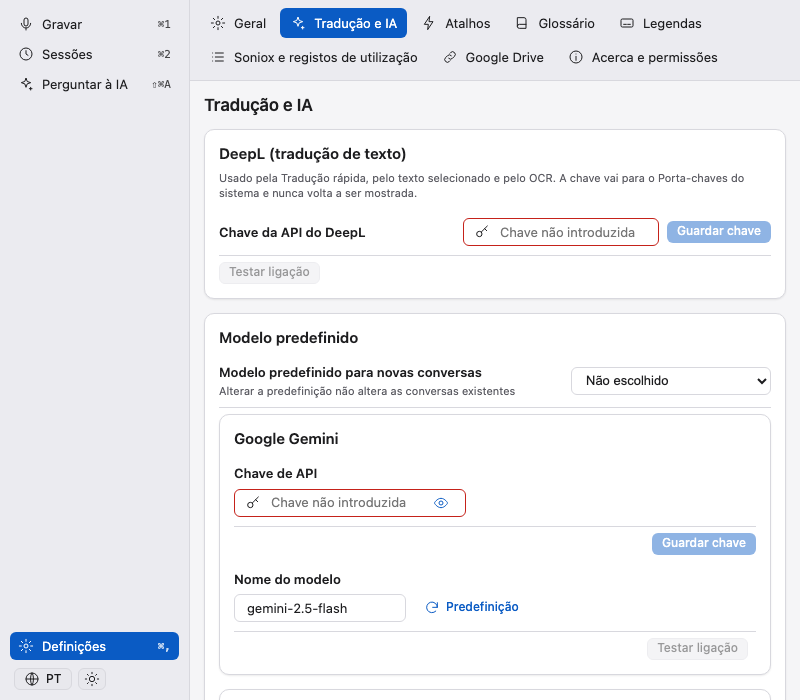 Gravar ⌘1
Sessões ⌘2
Perguntar à IA ⇧⌘A
Definições ⌘,
PT
Geral
Tradução e IA
Atalhos
Glossário
Legendas
Soniox e registos de utilização
Google Drive
Acerca e permissões
Tradução e IA
DeepL (tradução de texto)
Usado pela Tradução rápida, pelo texto selecionado e pelo OCR. A chave vai para o Porta-chaves do
sistema e nunca volta a ser mostrada.
Chave da API do DeepL
Chave não introduzida
Guardar chave
Testar ligação
Modelo predefinido
Modelo predefinido para novas conversas
Alterar a predefinição não altera as conversas existentes
Não escolhido
Google Gemini
Chave de API
Chave não introduzida
Guardar chave
Nome do modelo
gemini-2.5-flash
Predefinição
Testar ligação